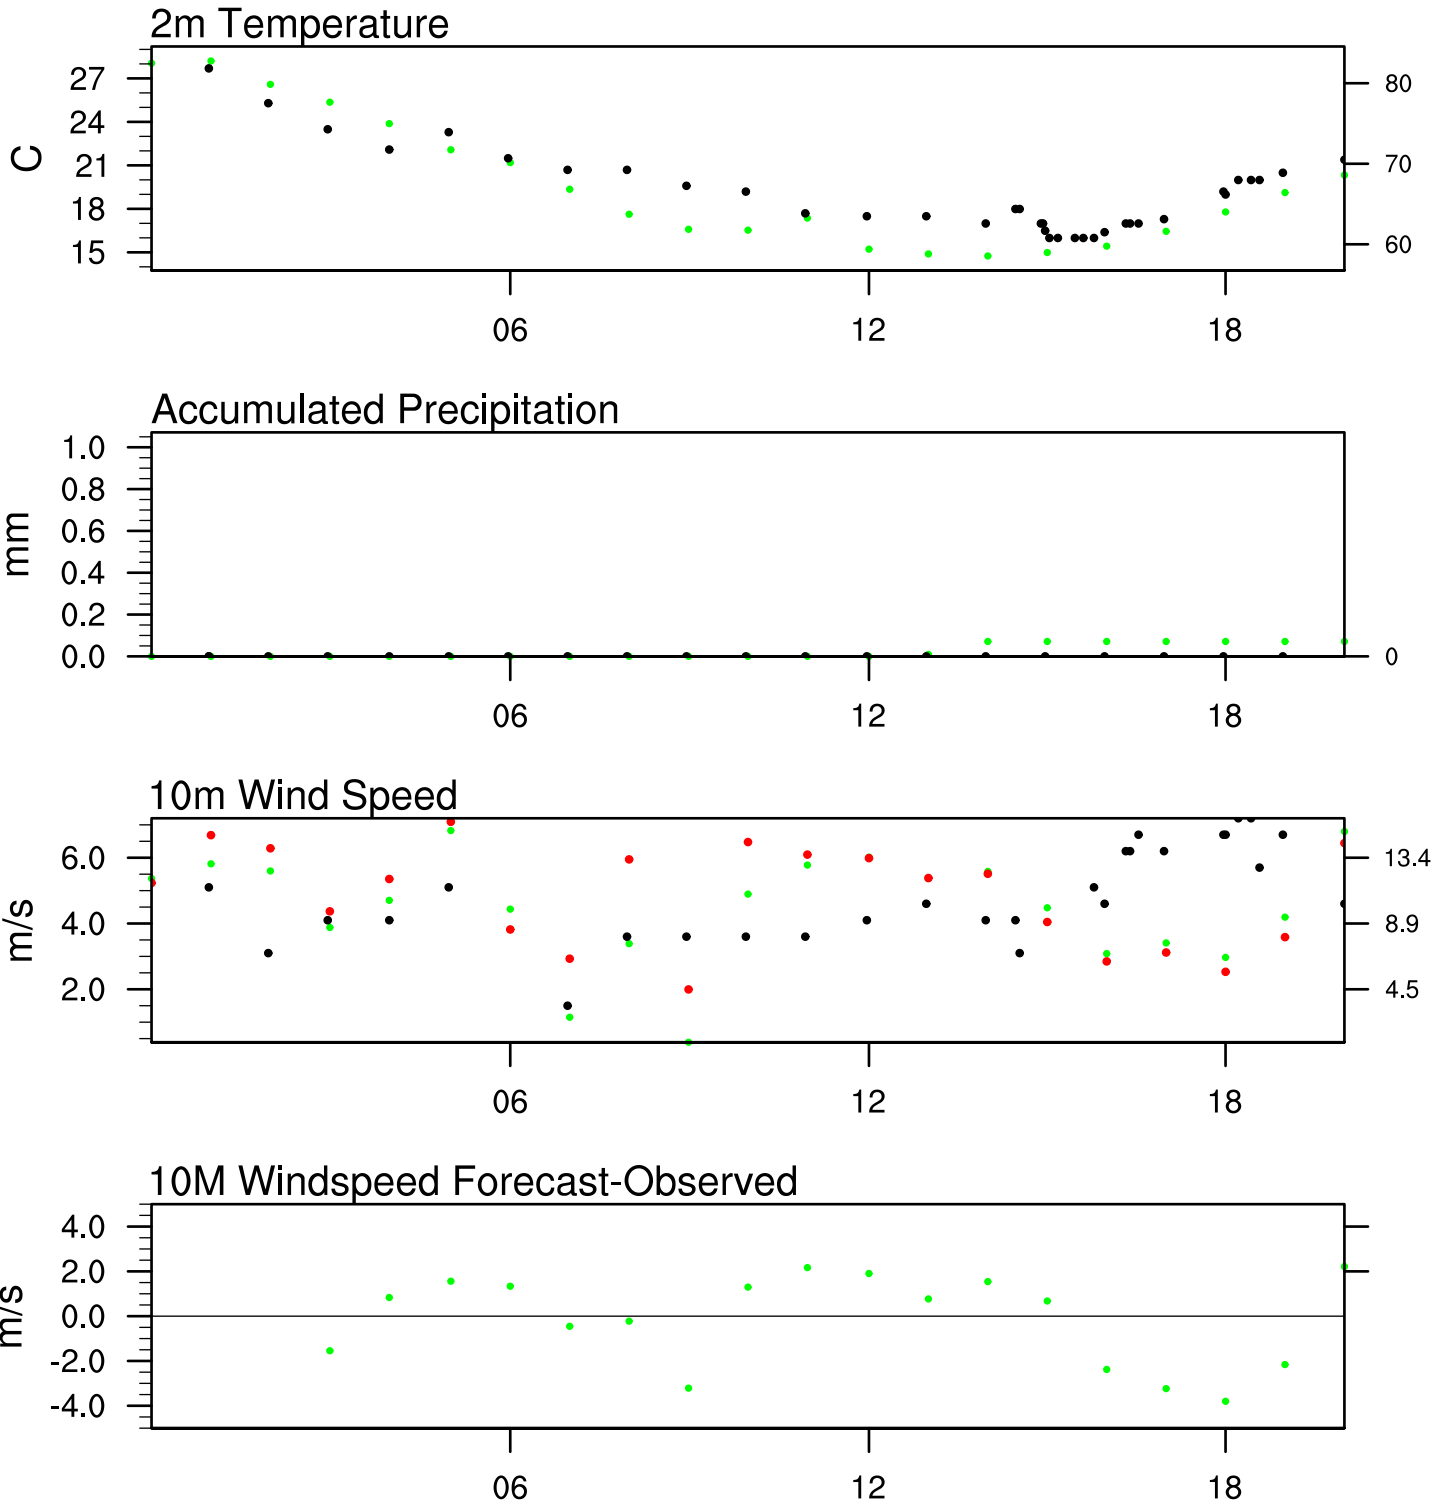 2m Temperature
27
24
21
18
15
C
80
70
60
06 12 18
Accumulated Precipitation
1.0
0.8
0.6
0.4
0.2
0.0
mm
0
06 12 18
10m Wind Speed
6.0
4.0
2.0
m/s
13.4
8.9
4.5
06 12 18
10M Windspeed Forecast-Observed
4.0
2.0
0.0
-2.0
-4.0
m/s
06 12 18